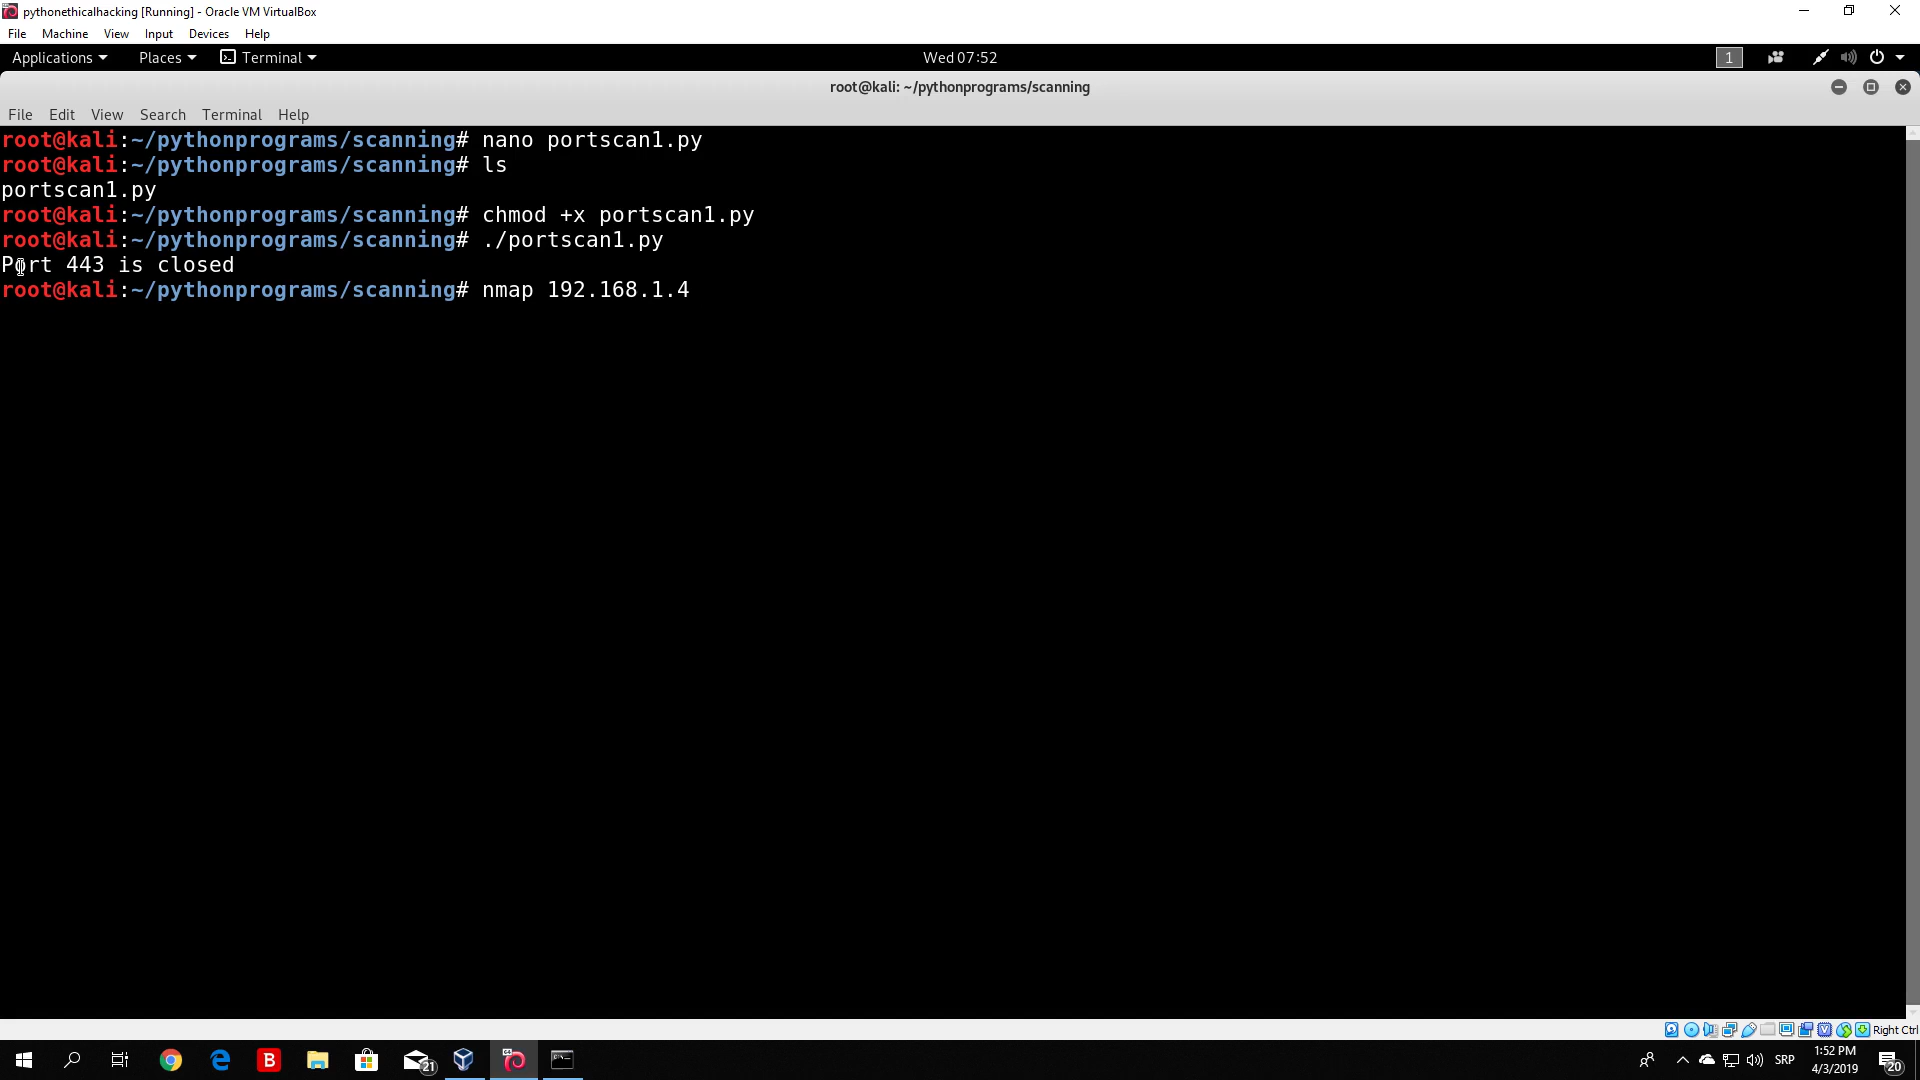 pythonethicalhacking [Running] - Oracle VM VirtualBox
File Machine View Input Devices Help
Applications Places Terminal Wed 07:52 1
root@kali: ~/pythonprograms/scanning
File Edit View Search Terminal Help
root@kali:~/pythonprograms/scanning# nano portscan1.py
root@kali:~/pythonprograms/scanning# ls
portscan1.py
root@kali:~/pythonprograms/scanning# chmod +x portscan1.py
root@kali:~/pythonprograms/scanning# ./portscan1.py
Port 443 is closed
root@kali:~/pythonprograms/scanning# nmap 192.168.1.4
Right Ctrl
B 21 SRP 1:52 PM 20
4/3/2019